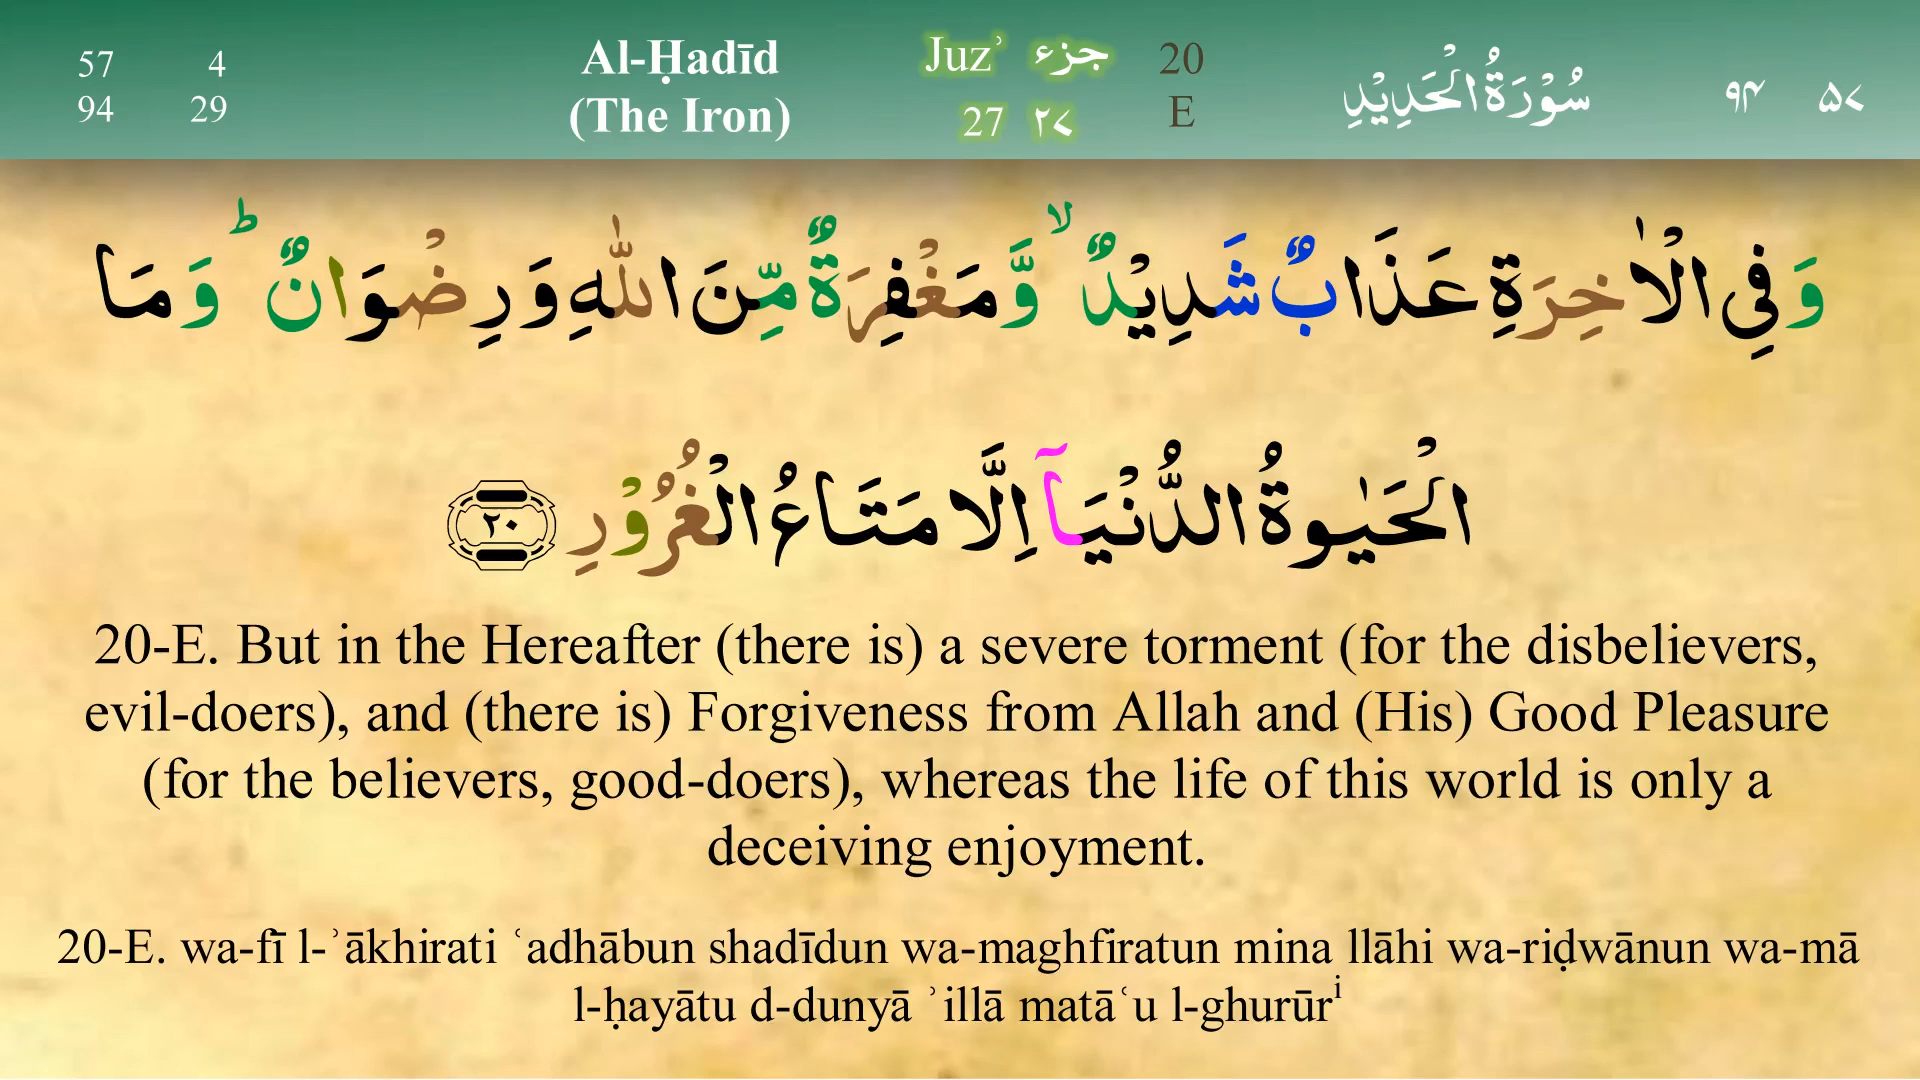 57 4
94 29
Al-Ḥadīd
(The Iron)
Juzʾ جزء
27 ۲۷
20
E
سُوْرَةُ الْحَدِيْدِ
۵۷ ۹۴
وَفِي الْاٰخِرَةِ عَذَابٌ شَدِيْدٌ ۙ وَّمَغْفِرَةٌ مِّنَ اللّٰهِ وَرِضْوَانٌ ؕ وَمَا
الْحَيٰوةُ الدُّنْيَآ اِلَّا مَتَاعُ الْغُرُوْرِ ۲۰
20-E. But in the Hereafter (there is) a severe torment (for the disbelievers,
evil-doers), and (there is) Forgiveness from Allah and (His) Good Pleasure
(for the believers, good-doers), whereas the life of this world is only a
deceiving enjoyment.
20-E. wa-fī l-ʾākhirati ʿadhābun shadīdun wa-maghfiratun mina llāhi wa-riḍwānun wa-mā
l-ḥayātu d-dunyā ʾillā matāʿu l-ghurūrⁱ